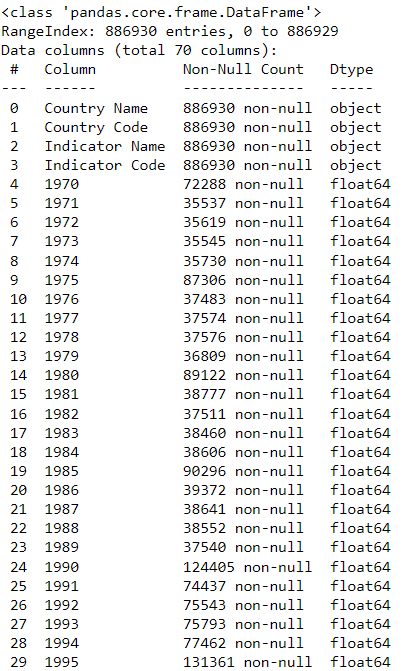 <class 'pandas.core.frame.DataFrame'>
RangeIndex: 886930 entries, 0 to 886929
Data columns (total 70 columns):
 #   Column          Non-Null Count   Dtype
---  ------          --------------   -----
 0   Country Name    886930 non-null  object
 1   Country Code    886930 non-null  object
 2   Indicator Name  886930 non-null  object
 3   Indicator Code  886930 non-null  object
 4   1970            72288 non-null   float64
 5   1971            35537 non-null   float64
 6   1972            35619 non-null   float64
 7   1973            35545 non-null   float64
 8   1974            35730 non-null   float64
 9   1975            87306 non-null   float64
 10  1976            37483 non-null   float64
 11  1977            37574 non-null   float64
 12  1978            37576 non-null   float64
 13  1979            36809 non-null   float64
 14  1980            89122 non-null   float64
 15  1981            38777 non-null   float64
 16  1982            37511 non-null   float64
 17  1983            38460 non-null   float64
 18  1984            38606 non-null   float64
 19  1985            90296 non-null   float64
 20  1986            39372 non-null   float64
 21  1987            38641 non-null   float64
 22  1988            38552 non-null   float64
 23  1989            37540 non-null   float64
 24  1990            124405 non-null  float64
 25  1991            74437 non-null   float64
 26  1992            75543 non-null   float64
 27  1993            75793 non-null   float64
 28  1994            77462 non-null   float64
 29  1995            131361 non-null  float64